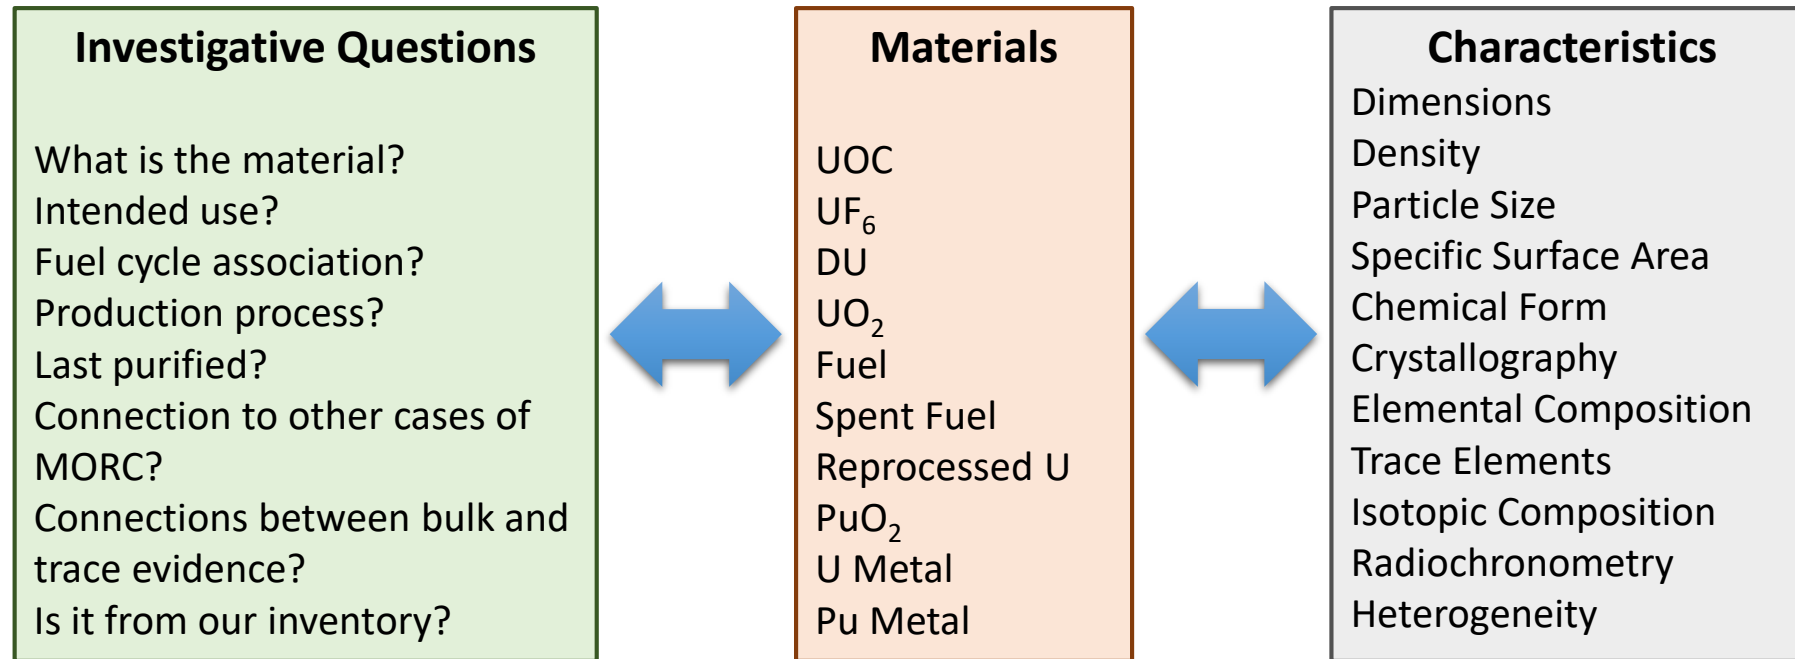 Investigative Questions
What is the material?
Intended use?
Fuel cycle association?
Production process?
Last purified?
Connection to other cases of
MORC?
Connections between bulk and
trace evidence?
Is it from our inventory?
Materials
UOC
UF₆
DU
UO₂
Fuel
Spent Fuel
Reprocessed U
PuO₂
U Metal
Pu Metal
Characteristics
Dimensions
Density
Particle Size
Specific Surface Area
Chemical Form
Crystallography
Elemental Composition
Trace Elements
Isotopic Composition
Radiochronometry
Heterogeneity